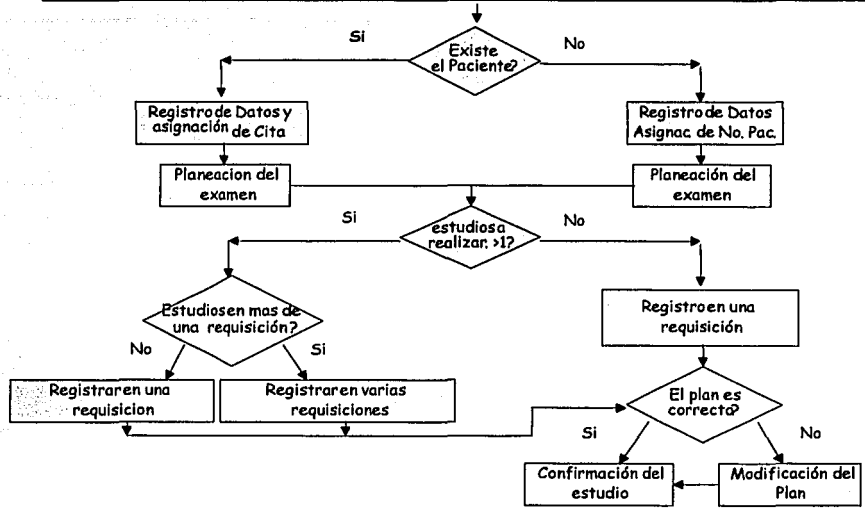 Si
Existe
el Paciente?
No
Registro de Datos y
asignación de Cita
Registro de Datos
Asignac. de No. Pac.
Planeacion del
examen
Planeación del
examen
Si
estudios a
realizar. >1?
No
Estudios en mas de
una requisición?
Registro en una
requisición
No
Si
Registrar en una
requisicion
Registrar en varias
requisiciones
El plan es
correcta?
Si
No
Confirmación del
estudio
Modificación del
Plan